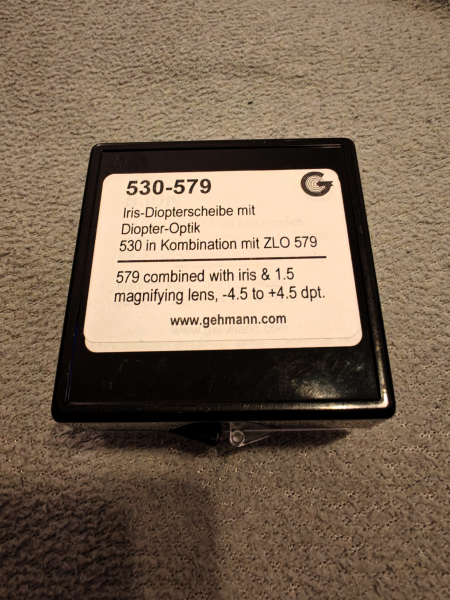 530-579
Iris-Diopterscheibe mit
Diopter-Optik
530 in Kombination mit ZLO 579
579 combined with iris & 1.5
magnifying lens, -4.5 to +4.5 dpt.
www.gehmann.com